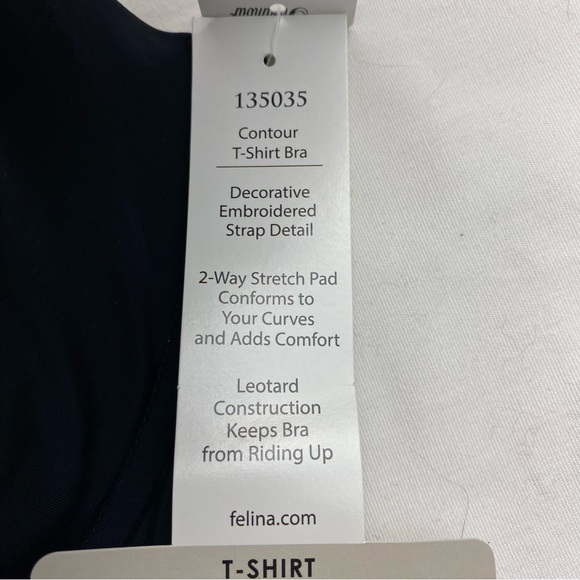 135035
Contour
T-Shirt Bra
Decorative
Embroidered
Strap Detail
2-Way Stretch Pad
Conforms to
Your Curves
and Adds Comfort
Leotard
Construction
Keeps Bra
from Riding Up
felina.com
T-SHIRT